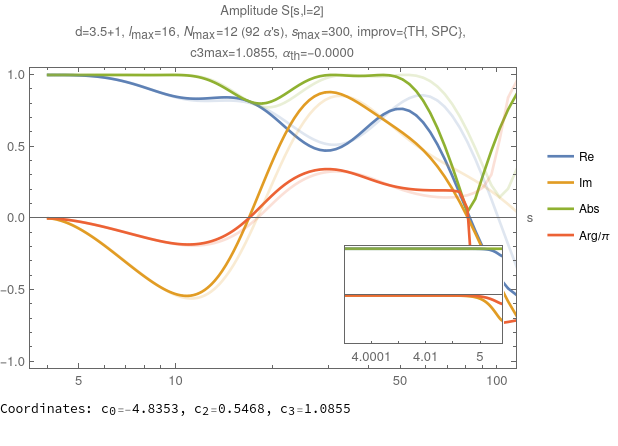 Amplitude S[s,l=2]
d=3.5+1, lmax=16, Nmax=12 (92 α's), smax=300, improv={TH, SPC},
c3max=1.0855, αth=−0.0000
1.0
0.5
0.0
−0.5
−1.0
5 10 50 100
s
4.0001 4.01 5
Re
Im
Abs
Arg/π
Coordinates: c0=-4.8353, c2=0.5468, c3=1.0855